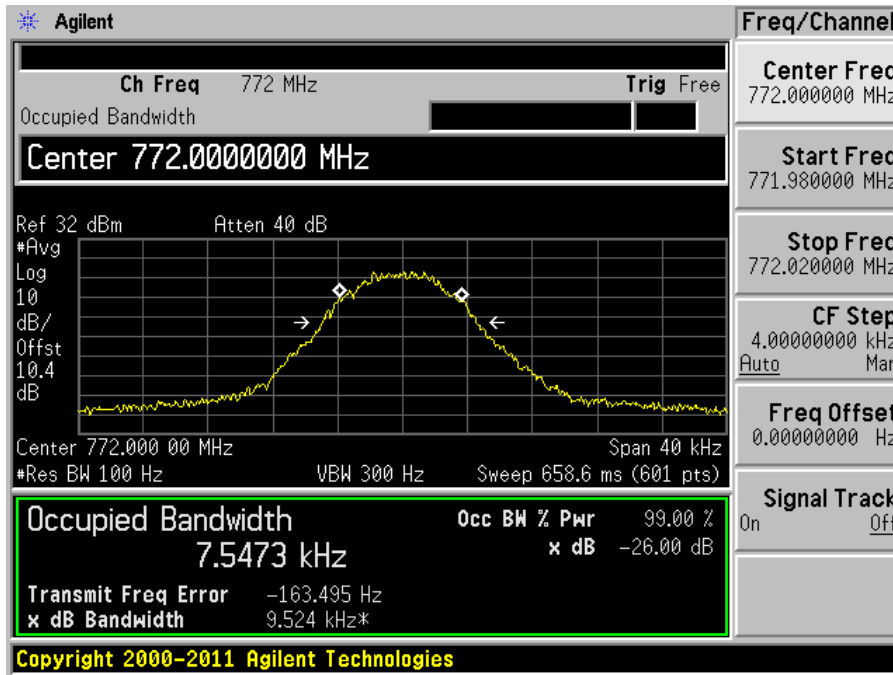 Agilent
Freq/Channel
Ch Freq 772 MHz Trig Free
Occupied Bandwidth
Center 772.0000000 MHz
Center Freq
772.000000 MHz
Start Freq
771.980000 MHz
Stop Freq
772.020000 MHz
CF Step
4.00000000 kHz
Auto Man
Freq Offset
0.00000000 Hz
Signal Track
On Off
Ref 32 dBm Atten 40 dB
#Avg
Log
10
dB/
Offst
10.4
dB
Center 772.000 00 MHz Span 40 kHz
#Res BW 100 Hz VBW 300 Hz Sweep 658.6 ms (601 pts)
Occupied Bandwidth Occ BW % Pwr 99.00 %
7.5473 kHz x dB -26.00 dB
Transmit Freq Error -163.495 Hz
x dB Bandwidth 9.524 kHz*
Copyright 2000-2011 Agilent Technologies